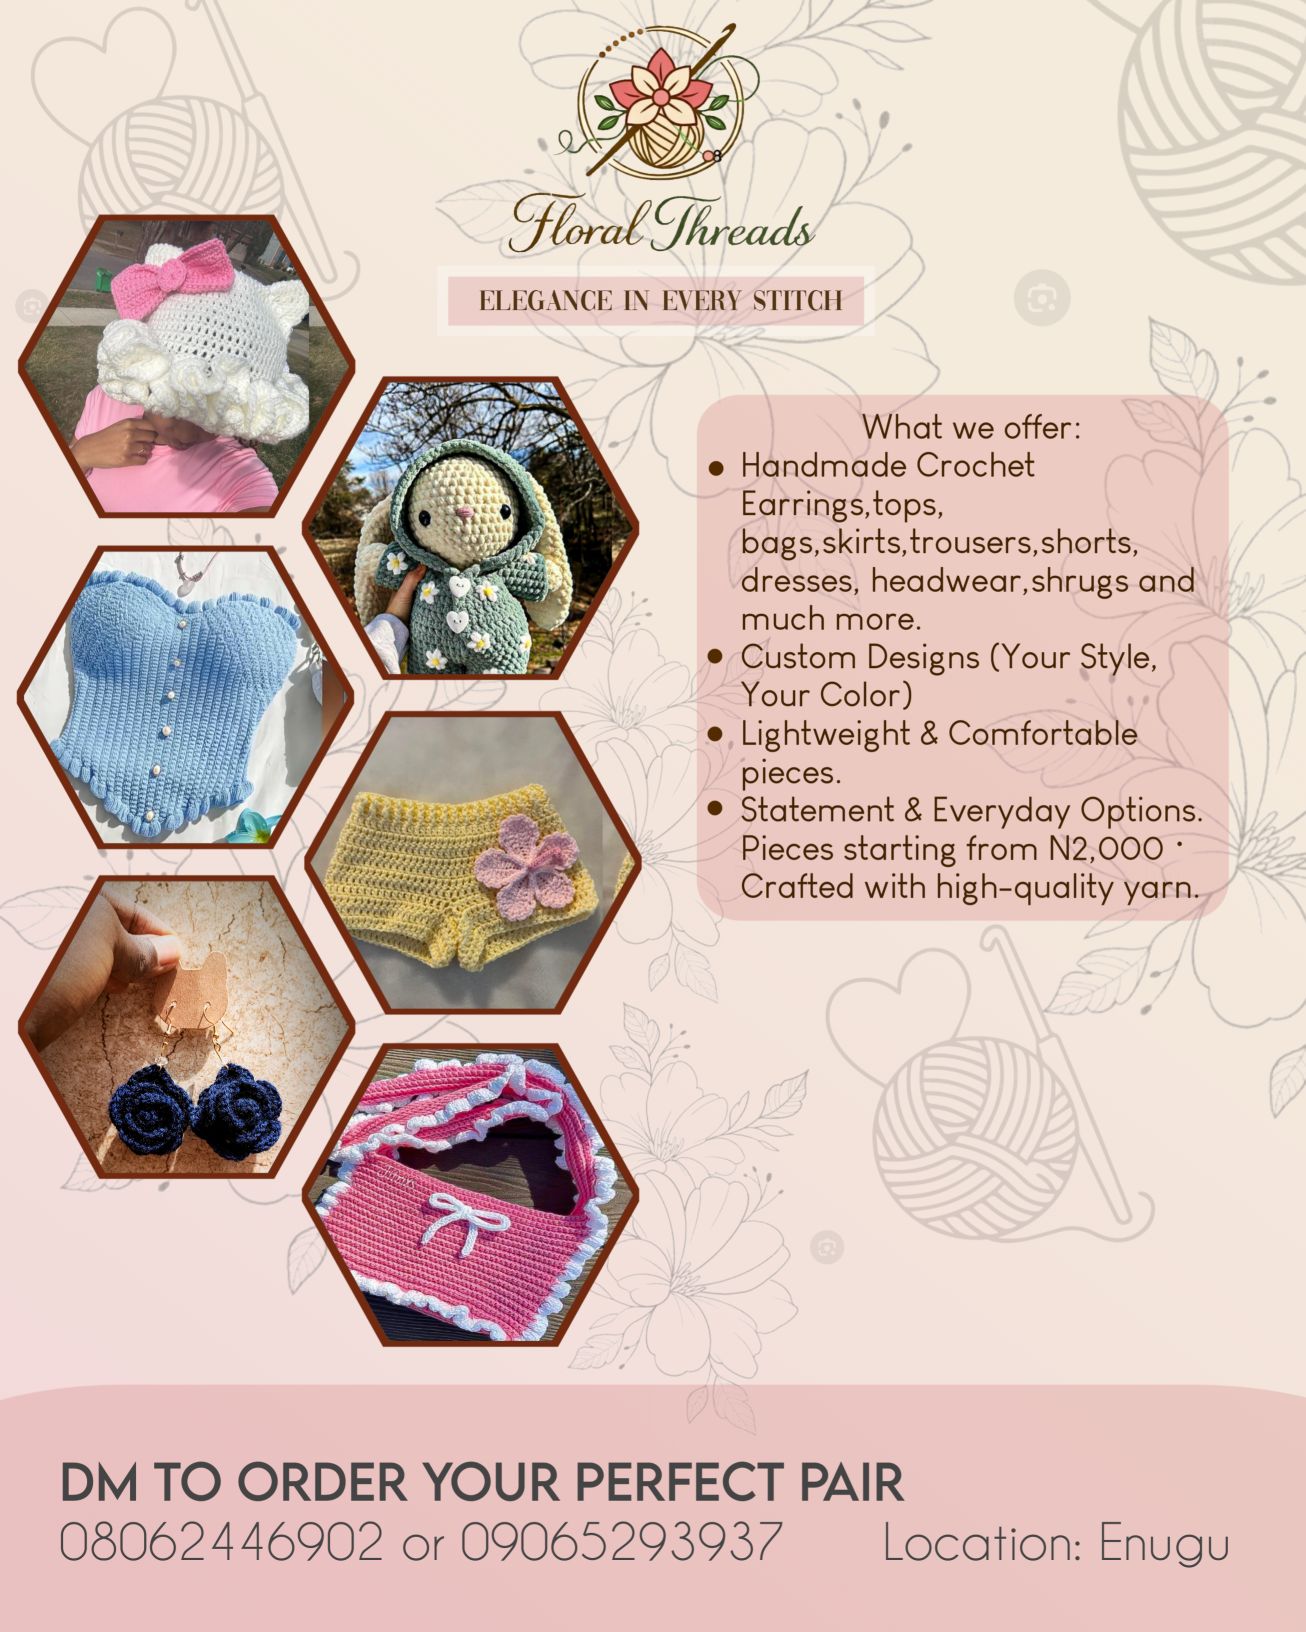 Floral Threads
ELEGANCE IN EVERY STITCH
What we offer:
• Handmade Crochet
Earrings,tops,
bags,skirts,trousers,shorts,
dresses, headwear,shrugs and
much more.
• Custom Designs (Your Style,
Your Color)
• Lightweight & Comfortable
pieces.
• Statement & Everyday Options.
Pieces starting from N2,000 •
Crafted with high-quality yarn.
DM TO ORDER YOUR PERFECT PAIR
08062446902 or 09065293937
Location: Enugu